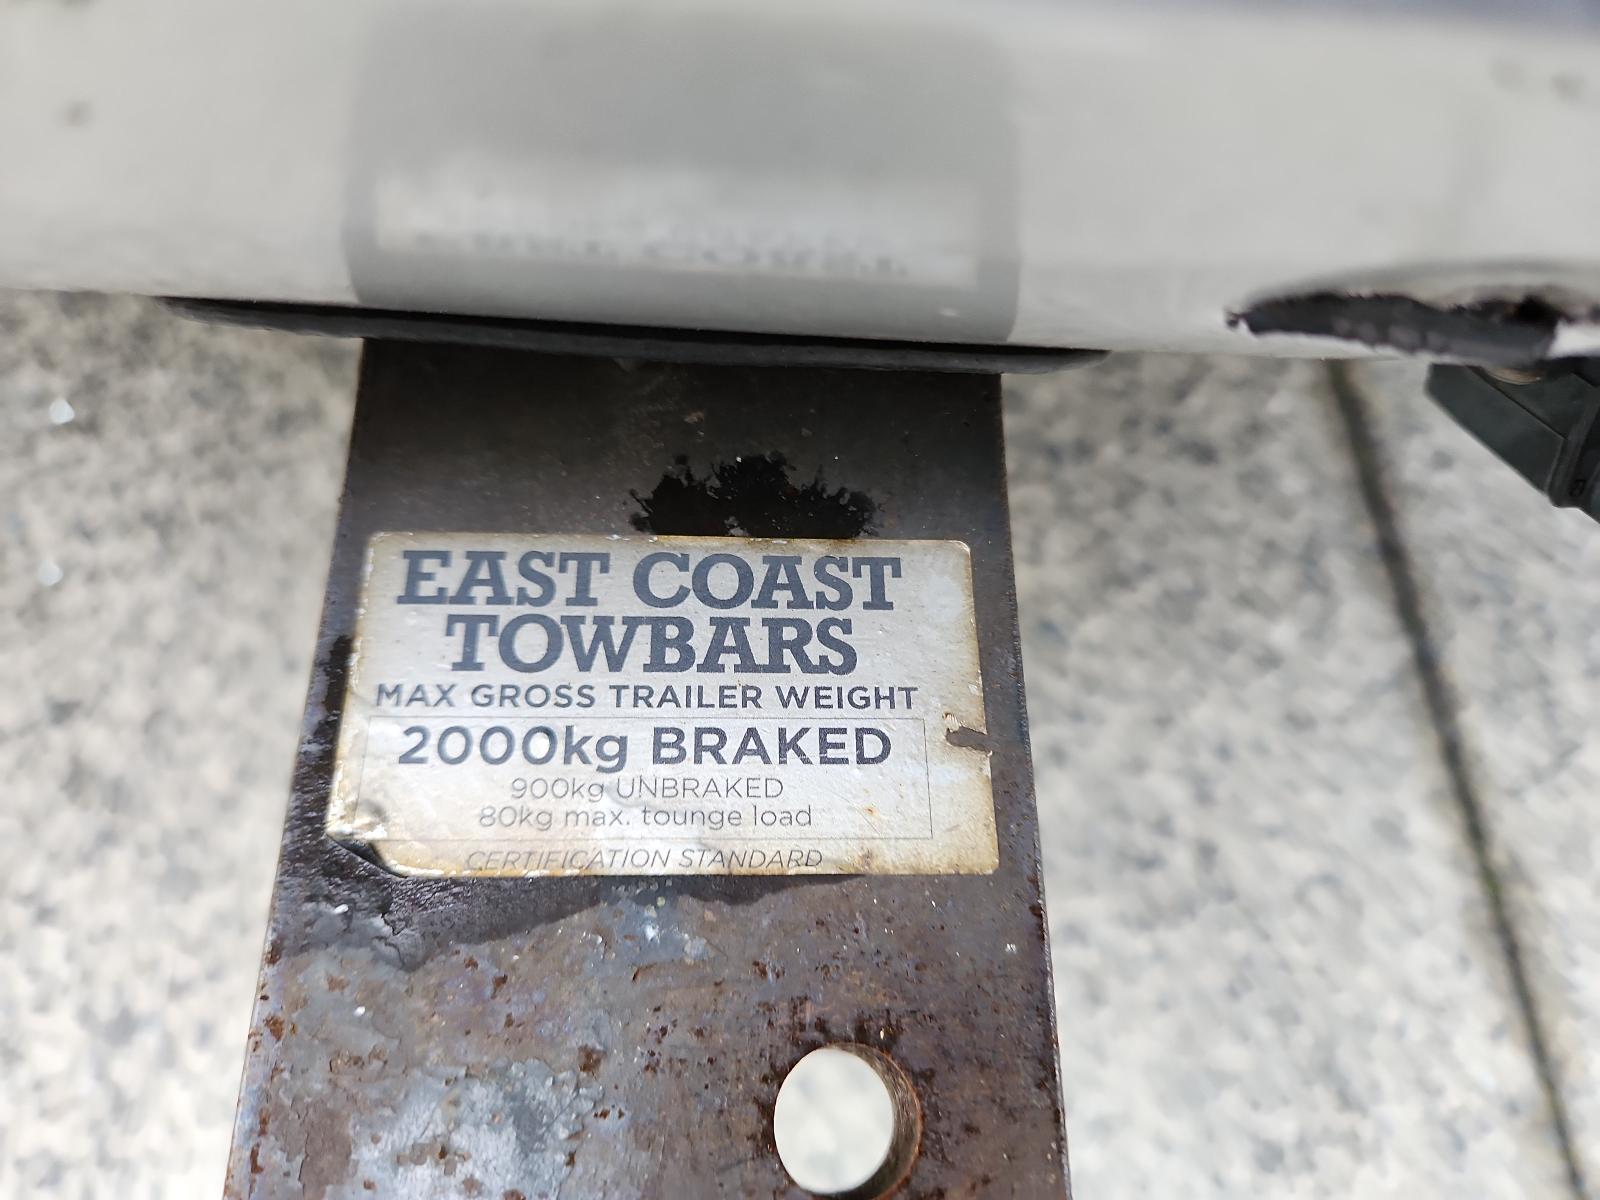 EAST COAST
TOWBARS
MAX GROSS TRAILER WEIGHT
2000kg BRAKED
900kg UNBRAKED
80kg max. tounge load
CERTIFICATION STANDARD